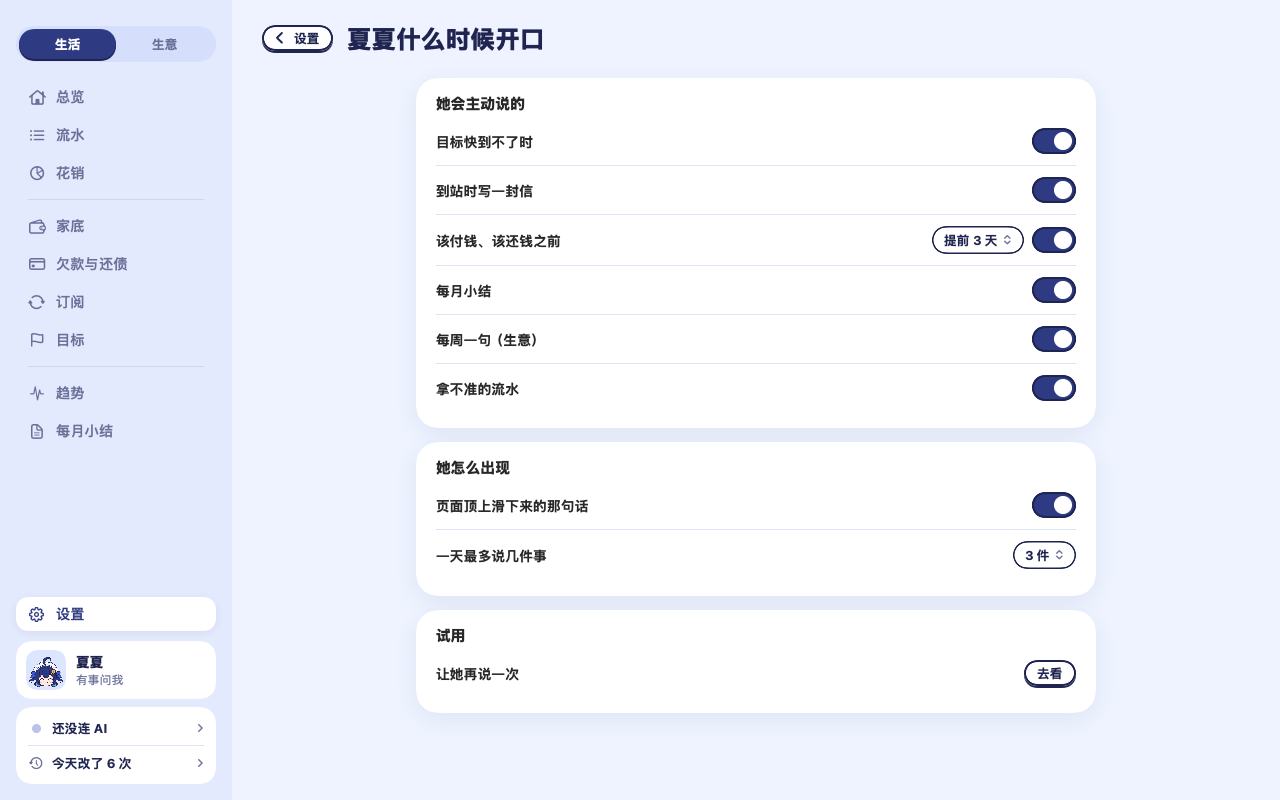 生活
生意
总览
流水
花销
家底
欠款与还债
订阅
目标
趋势
每月小结
设置
夏夏
有事问我
还没连 AI
今天改了 6 次
设置
夏夏什么时候开口
她会主动说的
目标快到不了时
到站时写一封信
该付钱、该还钱之前
提前 3 天
每月小结
每周一句（生意）
拿不准的流水
她怎么出现
页面顶上滑下来的那句话
一天最多说几件事
3 件
试用
让她再说一次
去看